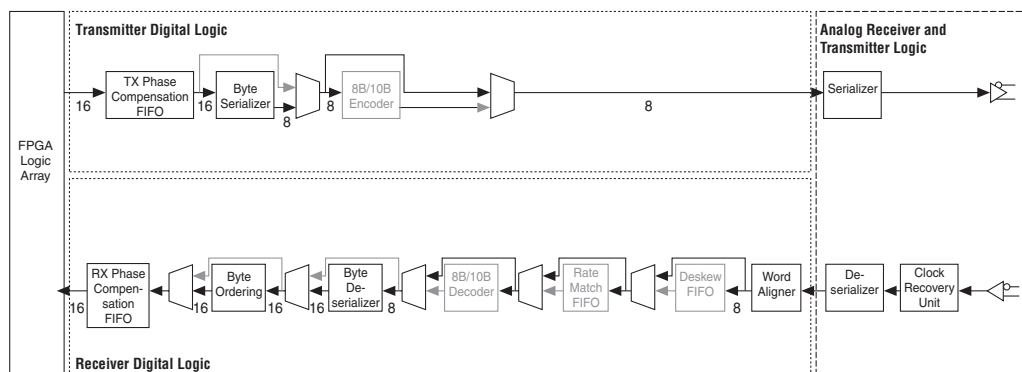 Transmitter Digital Logic
Analog Receiver and
Transmitter Logic
FPGA
Logic
Array
16
TX Phase
Compensation
FIFO
16
Byte
Serializer
8
8
8B/10B
Encoder
8
Serializer
16
RX Phase
Compen-
sation
FIFO
16
Byte
Ordering
16
16
Byte
De-
serializer
8
8B/10B
Decoder
Rate
Match
FIFO
Deskew
FIFO
8
Word
Aligner
De-
serializer
Clock
Recovery
Unit
Receiver Digital Logic